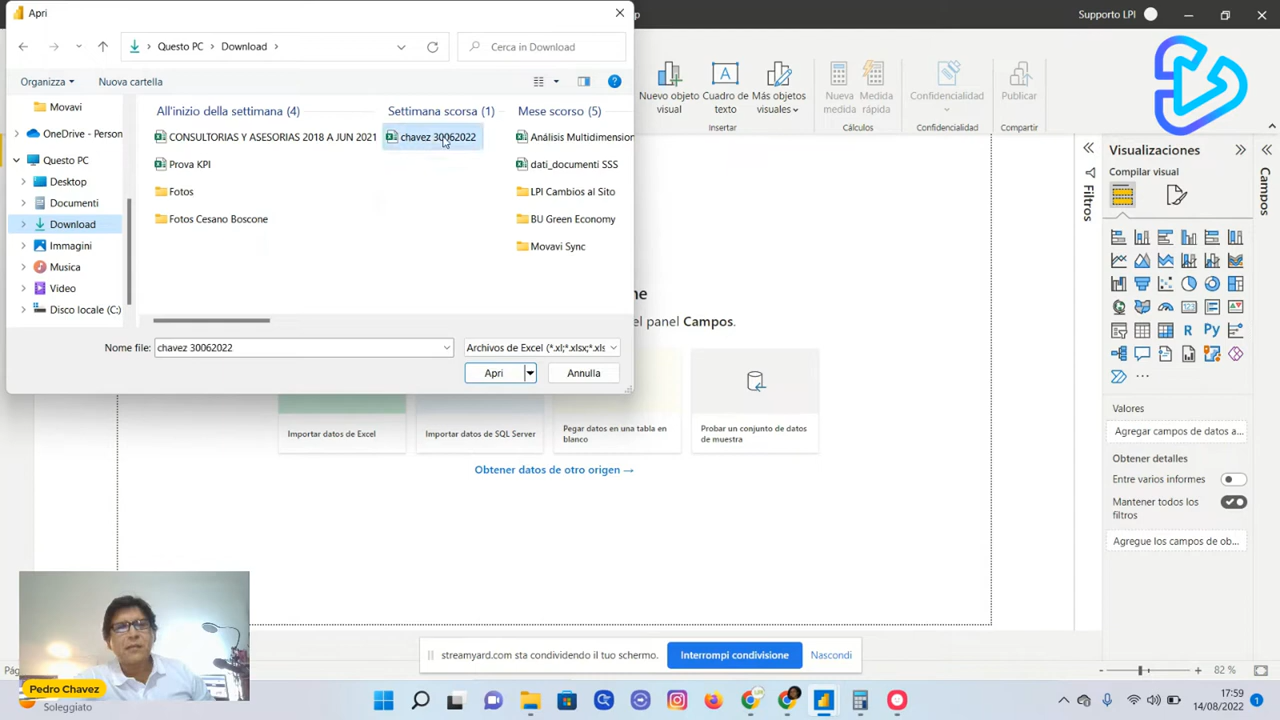 Apri
Supporto LPI
Questo PC
Download
Cerca in Download
Organizza
Nuova cartella
Movavi
OneDrive - Person
Questo PC
Desktop
Documenti
Download
Immagini
Musica
Video
Disco locale (C:)
All'inizio della settimana (4)
CONSULTORIAS Y ASESORIAS 2018 A JUN 2021
Prova KPI
Fotos
Fotos Cesano Boscone
Settimana scorsa (1)
chavez 30062022
Mese scorso (5)
Análisis Multidimension
dati_documenti SSS
LPI Cambios al Sito
BU Green Economy
Movavi Sync
Nome file:
chavez 30062022
Archivos de Excel (*.xl;*.xlsx;*.xls
Apri
Annulla
Nuevo objeto visual
Cuadro de texto
Más objetos visuales
Insertar
Nueva medida
Medida rápida
Cálculos
Confidencialidad
Confidencialidad
Publicar
Compartir
Filtros
Visualizaciones
Compilar visual
Campos
R
Py
123
Valores
Agregar campos de datos a...
Obtener detalles
Entre varios informes
Mantener todos los
filtros
Agregue los campos de ob...
ne
el panel Campos.
Importar datos de Excel
Importar datos de SQL Server
Pegar datos en una tabla en
blanco
Probar un conjunto de datos
de muestra
Obtener datos de otro origen →
streamyard.com sta condividendo il tuo schermo.
Interrompi condivisione
Nascondi
82 %
Pedro Chavez
Soleggiato
17:59
14/08/2022
1